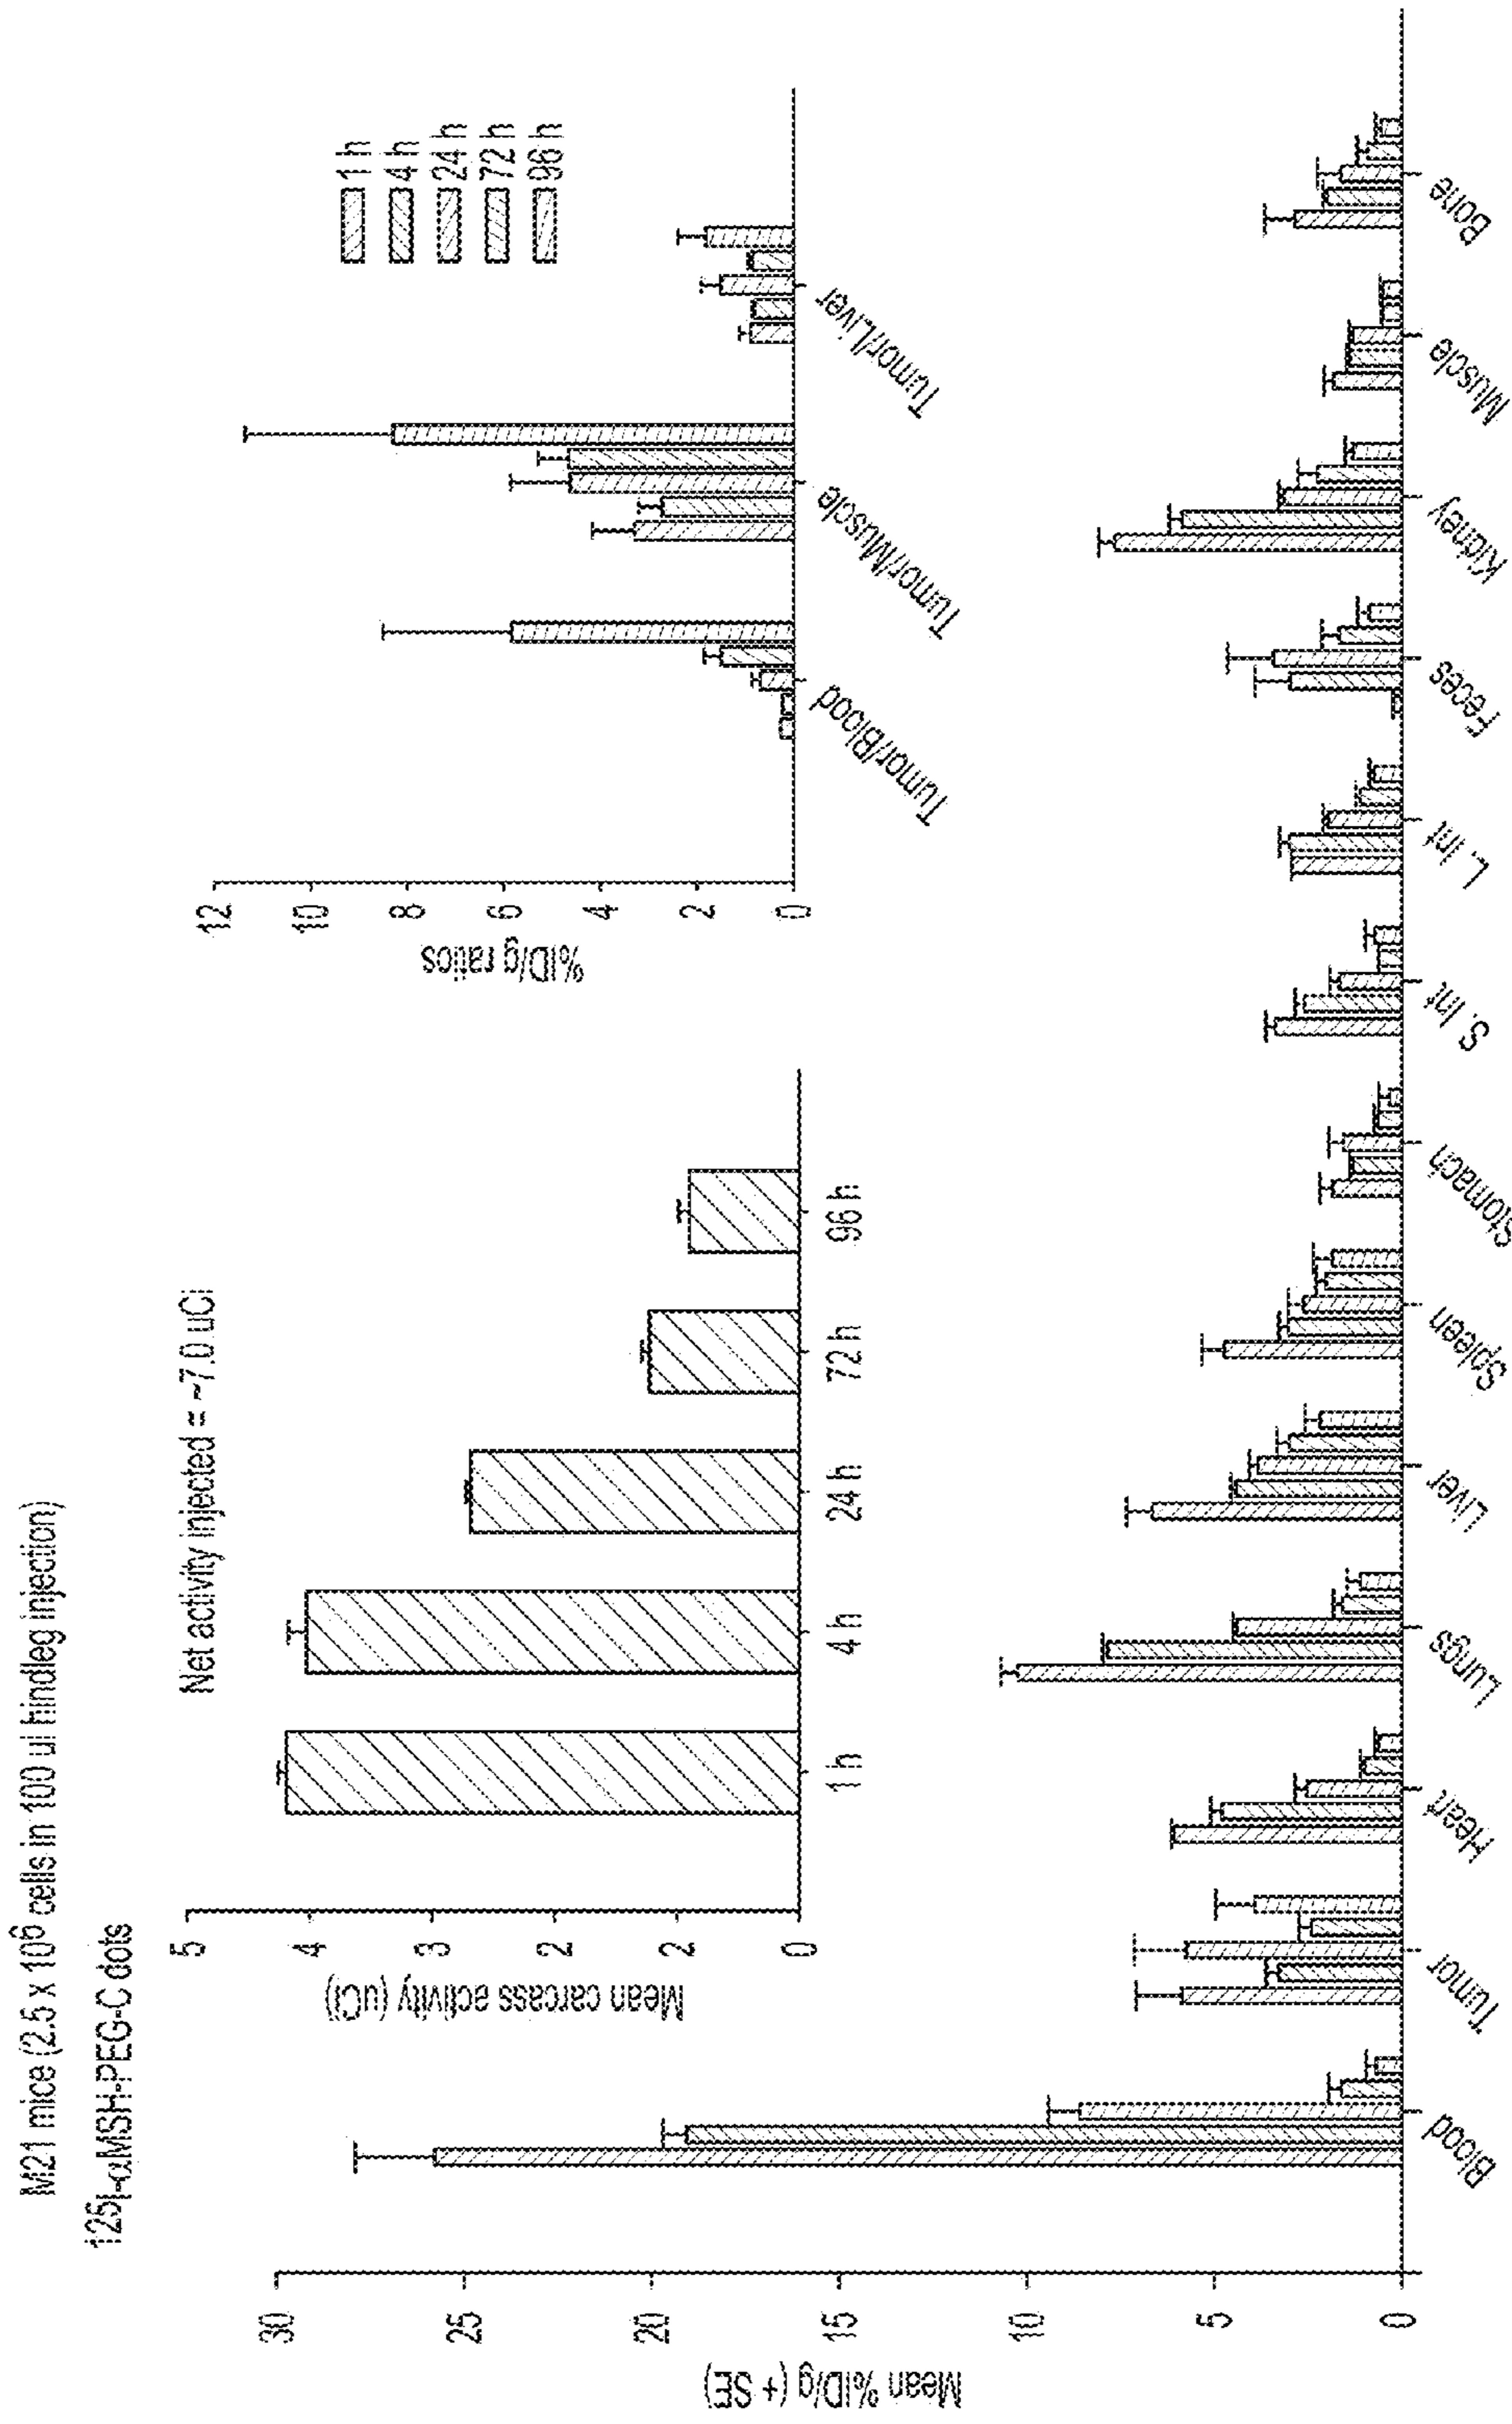 M21 mice (2.5 x 10⁶ cells in 100 ul hindleg injection)
125I-αMSH-PEG-C dots
Net activity injected = ~7.0 uCi
Mean carcass activity (uCi)
5
4
3
2
2
0
1 h
4 h
24 h
72 h
96 h
%ID/g ratios
12
10
8
6
4
2
0
Tumor/Blood
Tumor/Muscle
Tumor/Liver
1 h
4 h
24 h
72 h
96 h
Mean %ID/g (+ SE)
30
25
20
15
10
5
0
Blood
Tumor
Heart
Lungs
Liver
Spleen
Stomach
S. Int
L. Int
Feces
Kidney
Muscle
Bone